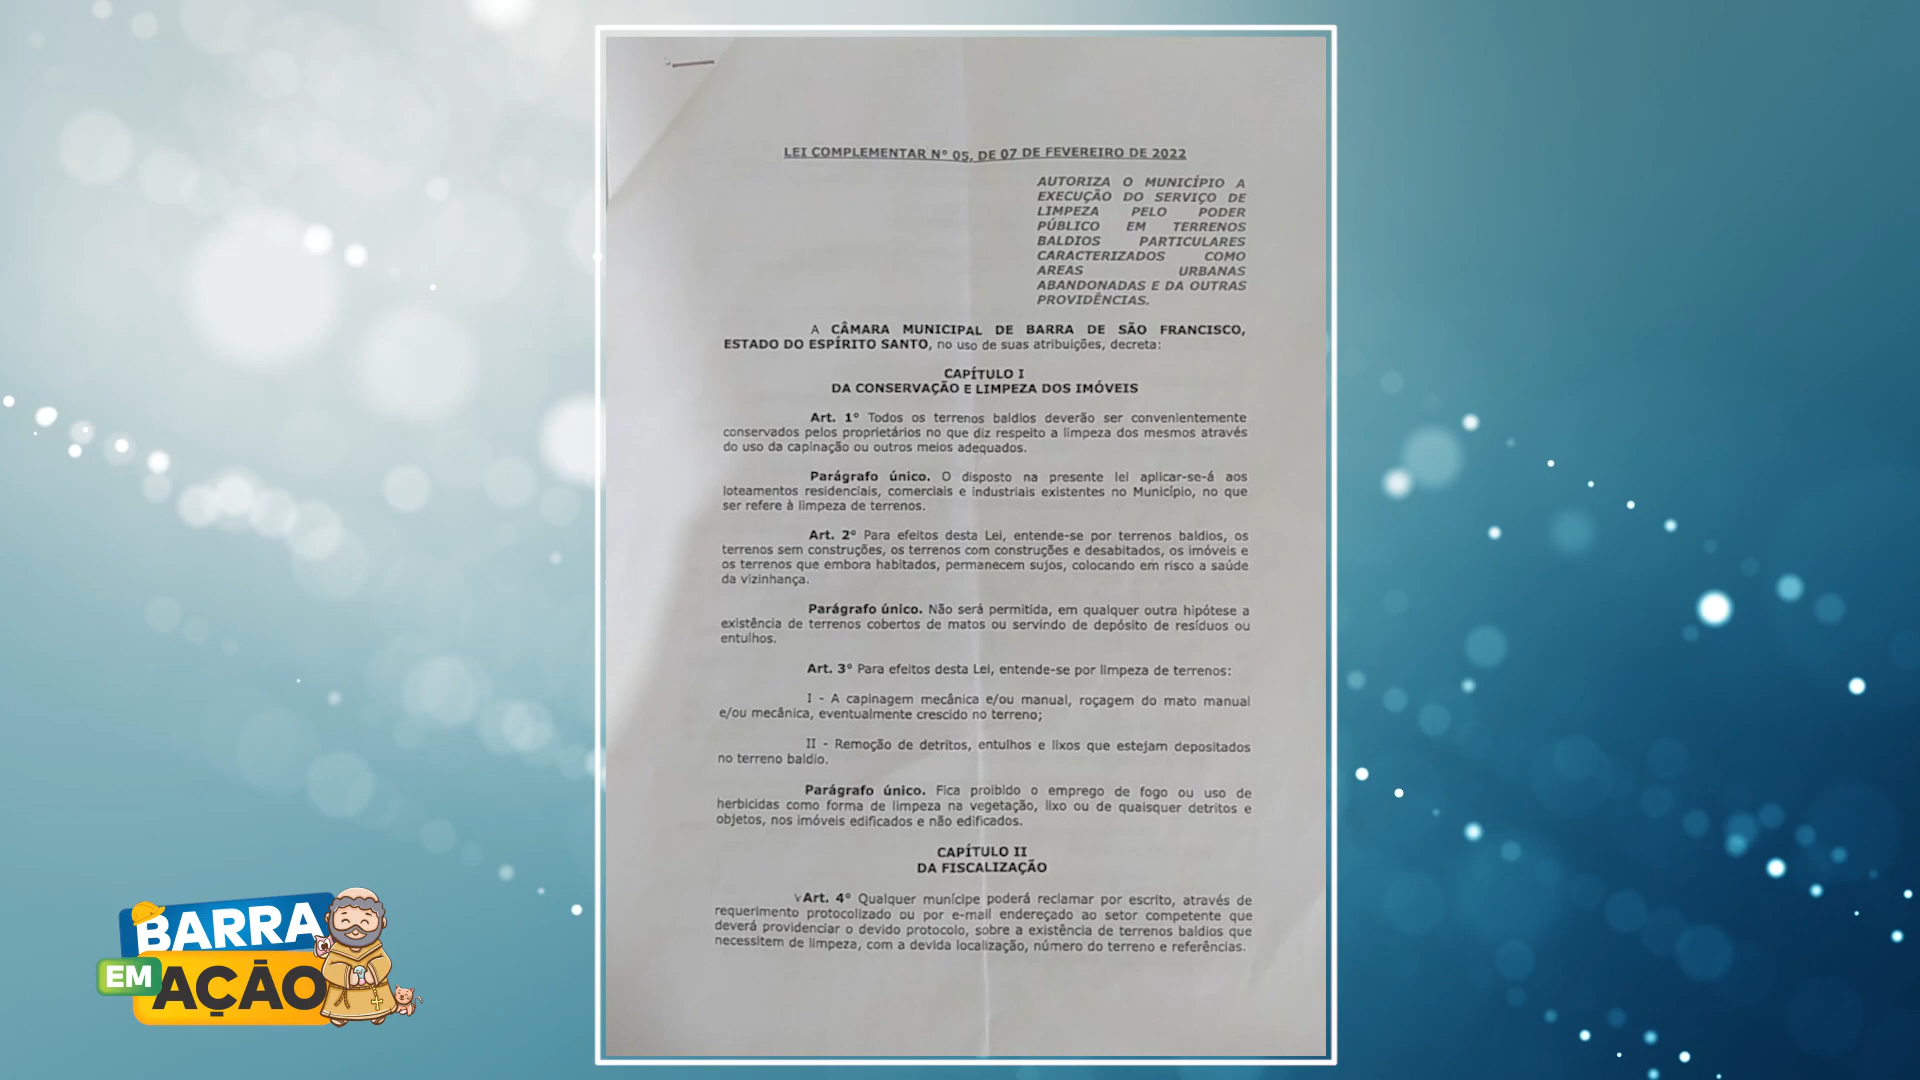 LEI COMPLEMENTAR Nº 05, DE 07 DE FEVEREIRO DE 2022
AUTORIZA O MUNICÍPIO A
EXECUÇÃO DO SERVIÇO DE
LIMPEZA PELO PODER
PÚBLICO EM TERRENOS
BALDIOS PARTICULARES
CARACTERIZADOS COMO
AREAS URBANAS
ABANDONADAS E DA OUTRAS
PROVIDÊNCIAS.
A CÂMARA MUNICIPAL DE BARRA DE SÃO FRANCISCO,
ESTADO DO ESPÍRITO SANTO, no uso de suas atribuições, decreta:
CAPÍTULO I
DA CONSERVAÇÃO E LIMPEZA DOS IMÓVEIS
Art. 1º Todos os terrenos baldios deverão ser convenientemente
conservados pelos proprietários no que diz respeito a limpeza dos mesmos através
do uso da capinação ou outros meios adequados.
Parágrafo único. O disposto na presente lei aplicar-se-á aos
loteamentos residenciais, comerciais e industriais existentes no Município, no que
ser refere à limpeza de terrenos.
Art. 2º Para efeitos desta Lei, entende-se por terrenos baldios, os
terrenos sem construções, os terrenos com construções e desabitados, os imóveis e
os terrenos que embora habitados, permanecem sujos, colocando em risco a saúde
da vizinhança.
Parágrafo único. Não será permitida, em qualquer outra hipótese a
existência de terrenos cobertos de matos ou servindo de depósito de resíduos ou
entulhos.
Art. 3º Para efeitos desta Lei, entende-se por limpeza de terrenos:
I - A capinagem mecânica e/ou manual, roçagem do mato manual
e/ou mecânica, eventualmente crescido no terreno;
II - Remoção de detritos, entulhos e lixos que estejam depositados
no terreno baldio.
Parágrafo único. Fica proibido o emprego de fogo ou uso de
herbicidas como forma de limpeza na vegetação, lixo ou de quaisquer detritos e
objetos, nos imóveis edificados e não edificados.
CAPÍTULO II
DA FISCALIZAÇÃO
Art. 4º Qualquer munícipe poderá reclamar por escrito, através de
requerimento protocolizado ou por e-mail endereçado ao setor competente que
deverá providenciar o devido protocolo, sobre a existência de terrenos baldios que
necessitem de limpeza, com a devida localização, número do terreno e referências.
BARRA
EM AÇÃO